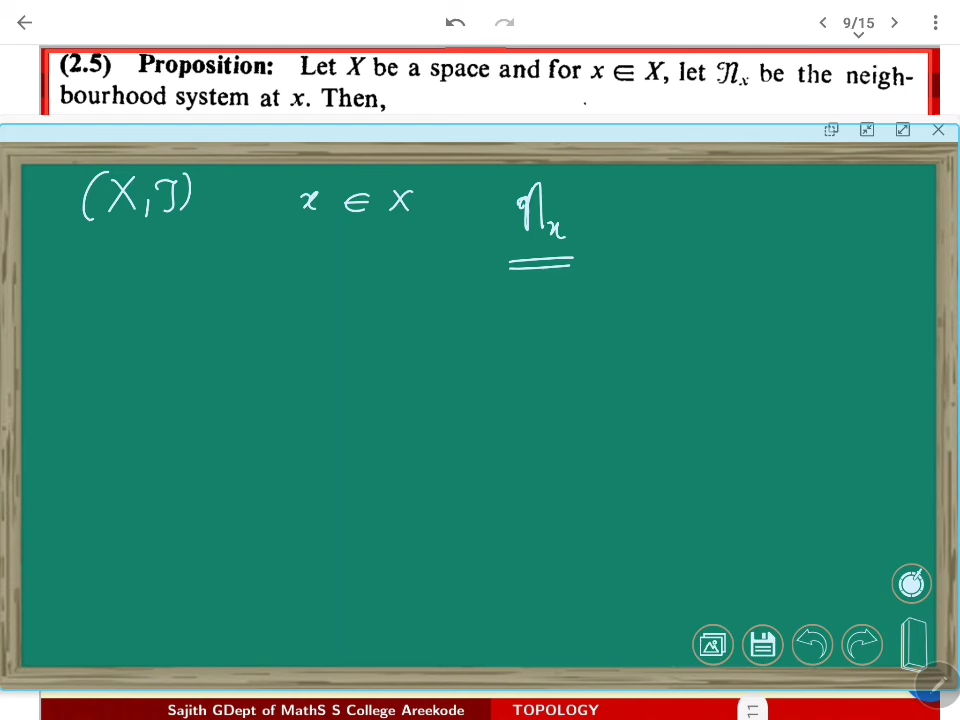 9/15
(2.5) Proposition: Let X be a space and for x ∈ X, let 𝒩ₓ be the neigh-
bourhood system at x. Then,
(X, 𝒯) x ∈ X 𝒩ₓ
Sajith GDept of MathS S College Areekode TOPOLOGY 11